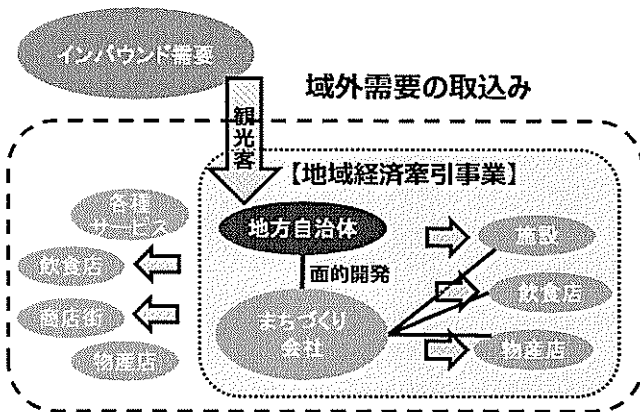 インバウンド需要
域外需要の取込み
観光客
【地域経済牽引事業】
各種
サービス
地方自治体
施設
飲食店
面的開発
飲食店
商店街
まちづくり
会社
物産店
物産店